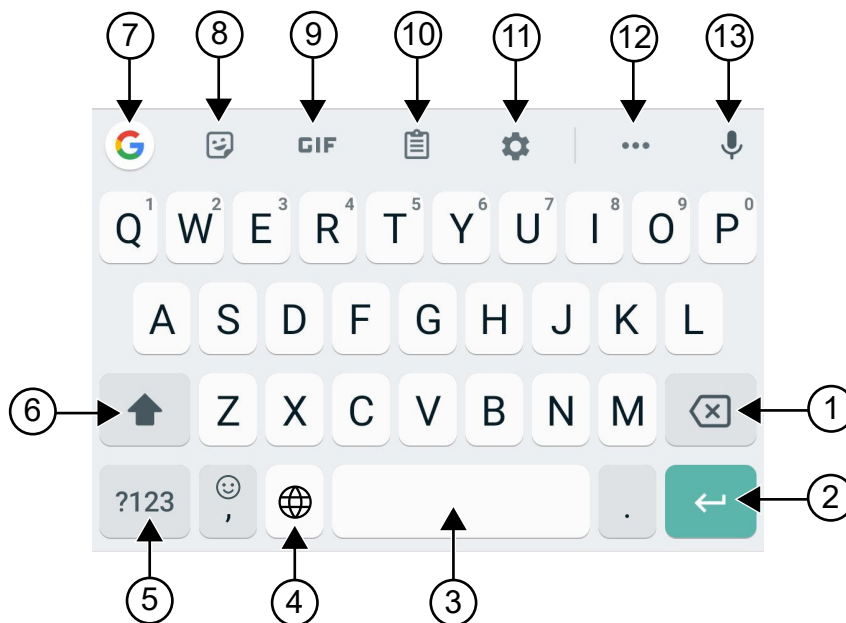 7 8 9 10 11 12 13
G GIF
Q1 W2 E3 R4 T5 Y6 U7 I8 O9 P0
A S D F G H J K L
6 Z X C V B N M 1
?123 , . 2
5 4 3